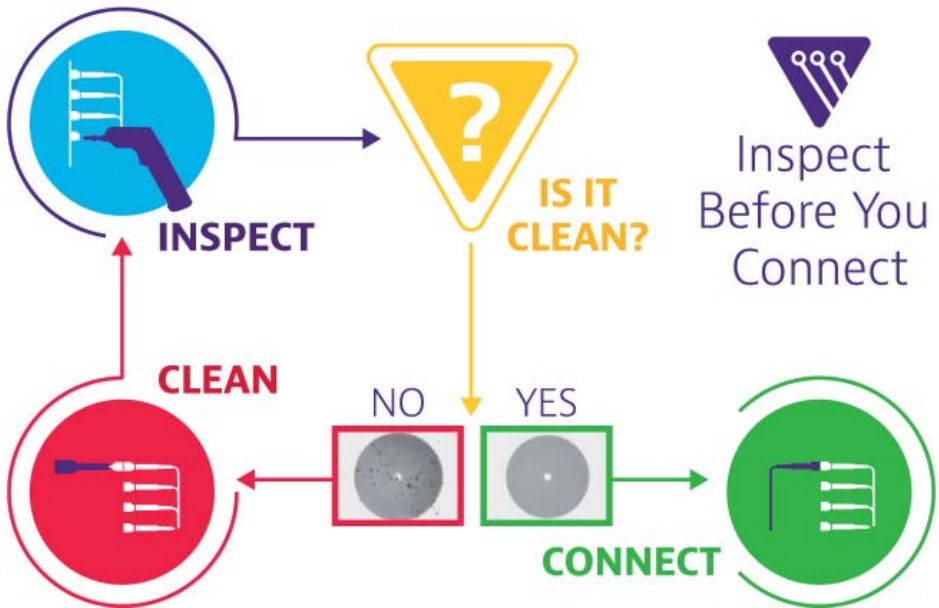 ?
INSPECT
IS IT
CLEAN?
Inspect
Before You
Connect
CLEAN
NO
YES
CONNECT